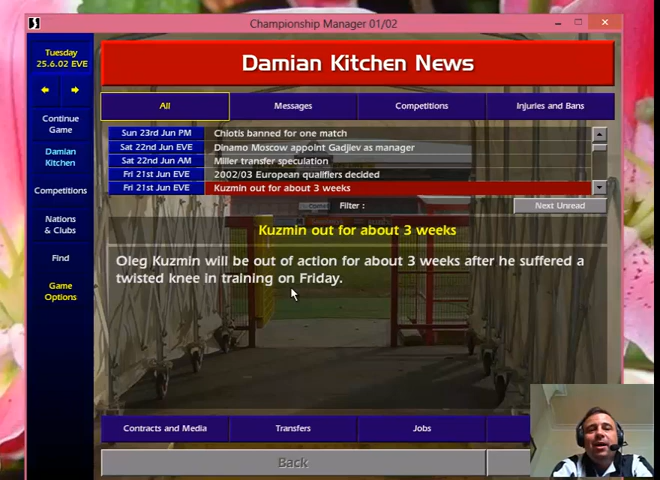 Championship Manager 01/02
Tuesday
25.6.02 EVE
Damian Kitchen News
All
Messages
Competitions
Injuries and Bans
Continue
Game
Damian
Kitchen
Competitions
Nations
& Clubs
Find
Game
Options
Sun 23rd Jun PM Chiotis banned for one match
Sat 22nd Jun EVE Dinamo Moscow appoint Gadjiev as manager
Sat 22nd Jun AM Miller transfer speculation
Fri 21st Jun EVE 2002/03 European qualifiers decided
Fri 21st Jun EVE Kuzmin out for about 3 weeks
Filter :
Next Unread
Kuzmin out for about 3 weeks
Oleg Kuzmin will be out of action for about 3 weeks after he suffered a
twisted knee in training on Friday.
Contracts and Media
Transfers
Jobs
Back